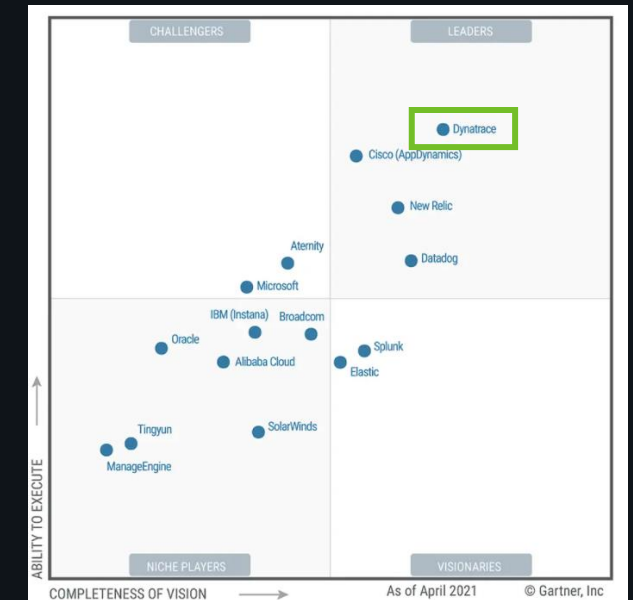 CHALLENGERS
LEADERS
Dynatrace
Cisco (AppDynamics)
New Relic
Aternity
Datadog
Microsoft
IBM (Instana)
Broadcom
Oracle
Splunk
Alibaba Cloud
Elastic
Tingyun
SolarWinds
ManageEngine
ABILITY TO EXECUTE
NICHE PLAYERS
VISIONARIES
COMPLETENESS OF VISION
As of April 2021
© Gartner, Inc